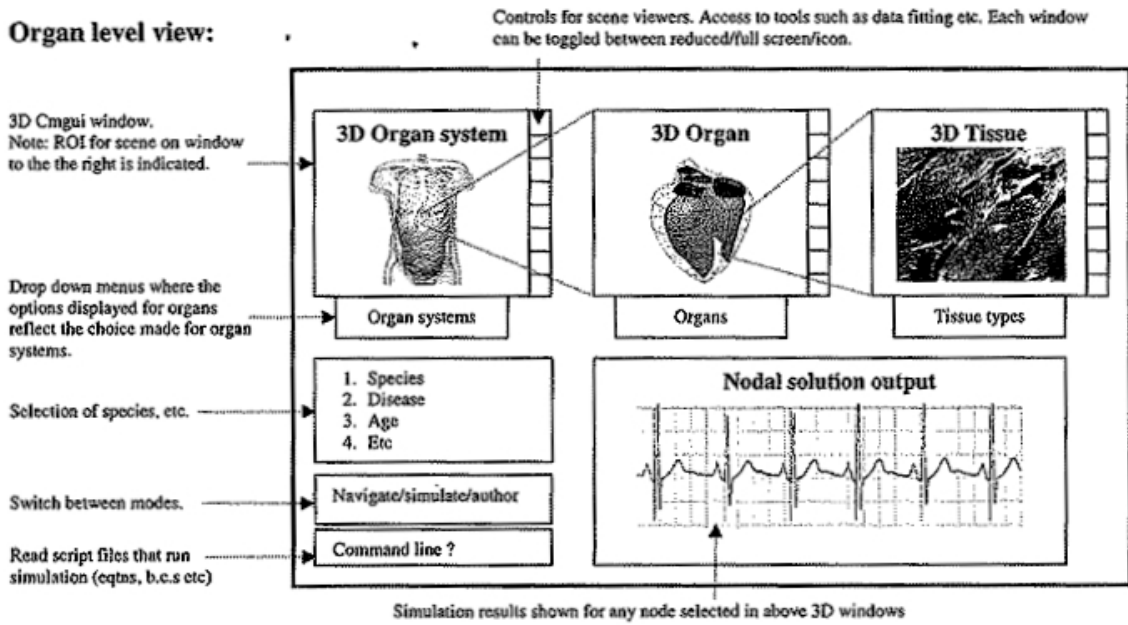 Organ level view:
Controls for scene viewers. Access to tools such as data fitting etc. Each window
can be toggled between reduced/full screen/icon.
3D Cmgui window.
Note: ROI for scene on window
to the the right is indicated.
3D Organ system
3D Organ
3D Tissue
Drop down menus where the
options displayed for organs
reflect the choice made for organ
systems.
Organ systems
Organs
Tissue types
Selection of species, etc.
1. Species
2. Disease
3. Age
4. Etc
Nodal solution output
Switch between modes.
Navigate/simulate/author
Read script files that run
simulation (eqtns, b.c.s etc)
Command line ?
Simulation results shown for any node selected in above 3D windows